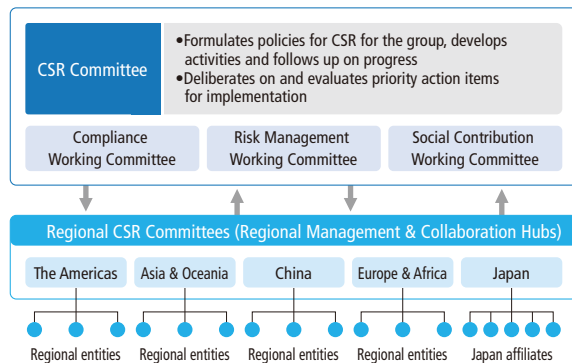 CSR Committee
•Formulates policies for CSR for the group, develops
activities and follows up on progress
•Deliberates on and evaluates priority action items
for implementation
Compliance
Working Committee
Risk Management
Working Committee
Social Contribution
Working Committee
Regional CSR Committees (Regional Management & Collaboration Hubs)
The Americas
Asia & Oceania
China
Europe & Africa
Japan
Regional entities
Regional entities
Regional entities
Regional entities
Japan affiliates